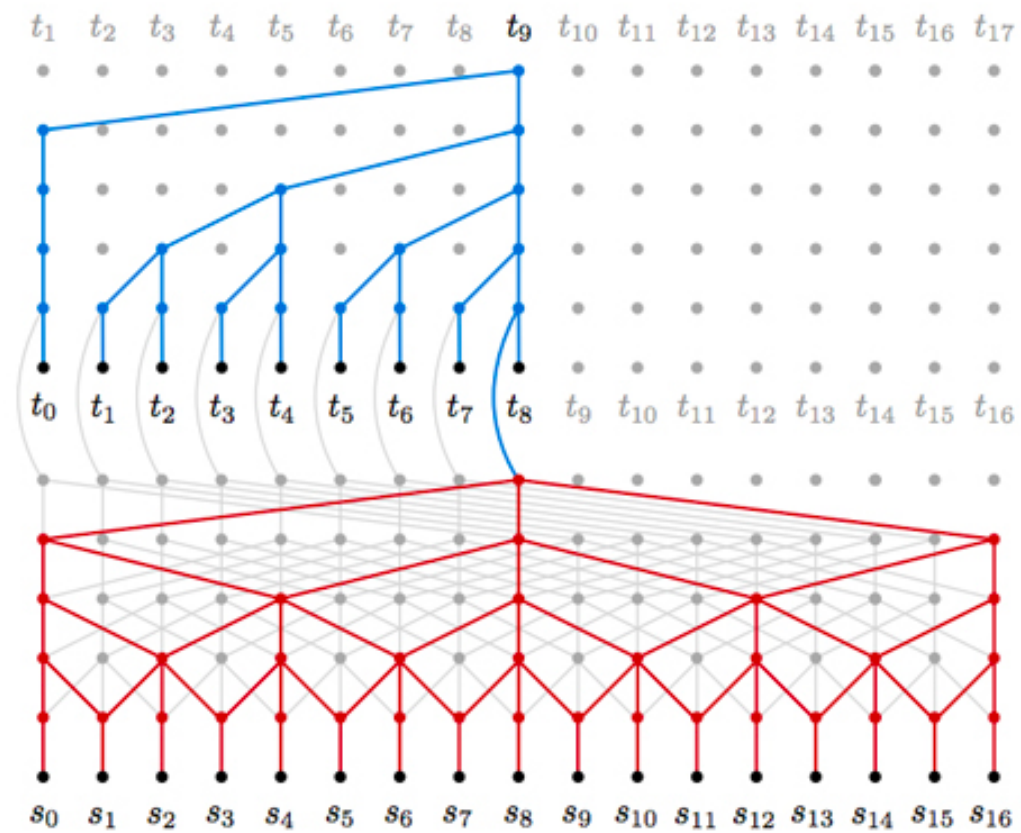 t₁ t₂ t₃ t₄ t₅ t₆ t₇ t₈ t₉ t₁₀ t₁₁ t₁₂ t₁₃ t₁₄ t₁₅ t₁₆ t₁₇
t₀ t₁ t₂ t₃ t₄ t₅ t₆ t₇ t₈ t₉ t₁₀ t₁₁ t₁₂ t₁₃ t₁₄ t₁₅ t₁₆
s₀ s₁ s₂ s₃ s₄ s₅ s₆ s₇ s₈ s₉ s₁₀ s₁₁ s₁₂ s₁₃ s₁₄ s₁₅ s₁₆